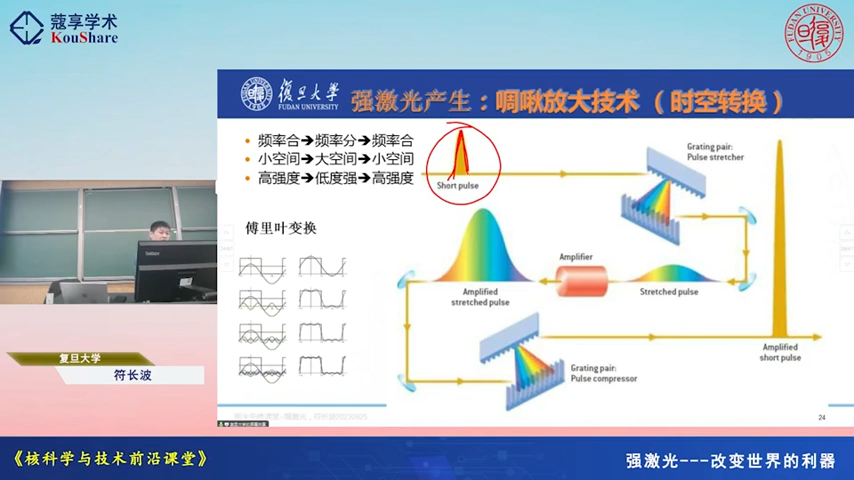 蔻享学术
KouShare
FUDAN UNIVERSITY
1905
復旦大学
FUDAN UNIVERSITY
强激光产生：啁啾放大技术（时空转换）
• 频率合→频率分→频率合
• 小空间→大空间→小空间
• 高强度→低度强→高强度
Short pulse
Grating pair:
Pulse stretcher
傅里叶变换
Amplifier
Amplified
stretched pulse
Stretched pulse
Grating pair:
Pulse compressor
Amplified
short pulse
24
复旦大学
符长波
《核科学与技术前沿课堂》
强激光---改变世界的利器